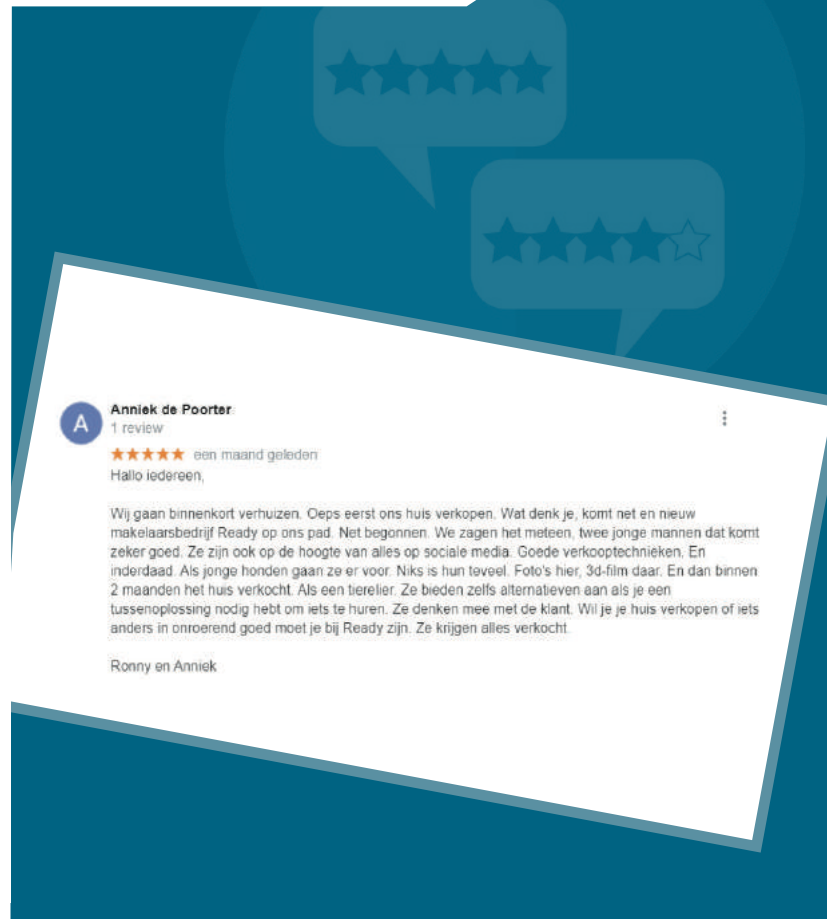 Anniek de Poorter
A
1 review
een maand geleden
Hallo iedereen,
Wij gaan binnenkort verhuizen. Oeps eerst ons huis verkopen. Wat denk je, komt net en nieuw
makelaarsbedrijf Ready op ons pad. Net begonnen. We zagen het meteen, twee jonge mannen dat komt
zeker goed. Ze zijn ook op de hoogte van alles op sociale media. Goede verkooptechnieken. En
inderdaad. Als jonge honden gaan ze er voor. Niks is hun teveel. Foto's hier, 3d-film daar. En dan binnen
2 maanden het huis verkocht. Als een tierelier. Ze bieden zelfs alternatieven aan als je een
tussenoplossing nodig hebt om iets te huren. Ze denken mee met de klant. Wil je je huis verkopen of iets
anders in onroerend goed moet je bij Ready zijn. Ze krijgen alles verkocht.
Ronny en Anniek